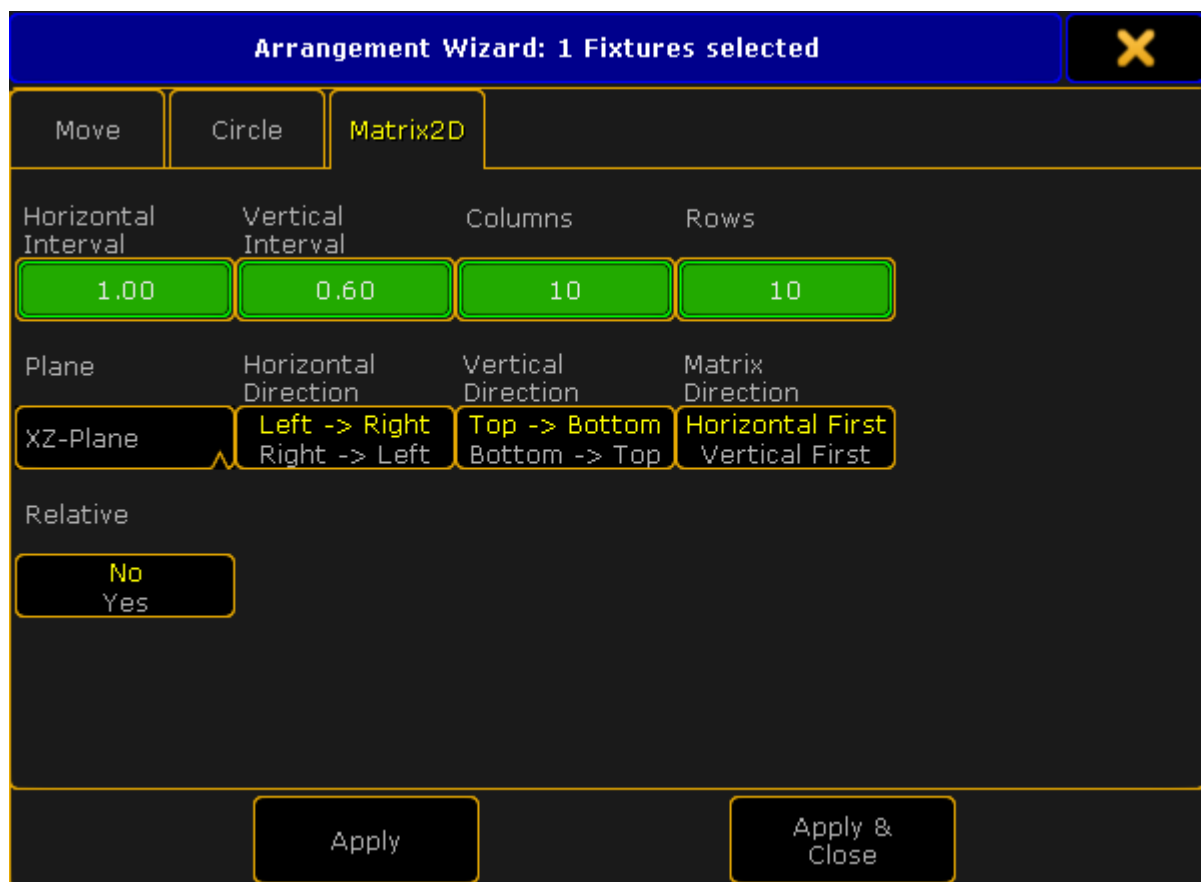 Arrangement Wizard: 1 Fixtures selected
Move Circle Matrix2D
Horizontal Interval
Vertical Interval
Columns
Rows
1.00 0.60 10 10
Plane
Horizontal Direction
Vertical Direction
Matrix Direction
XZ-Plane
Left -> Right
Right -> Left
Top -> Bottom
Bottom -> Top
Horizontal First
Vertical First
Relative
No
Yes
Apply
Apply &
Close